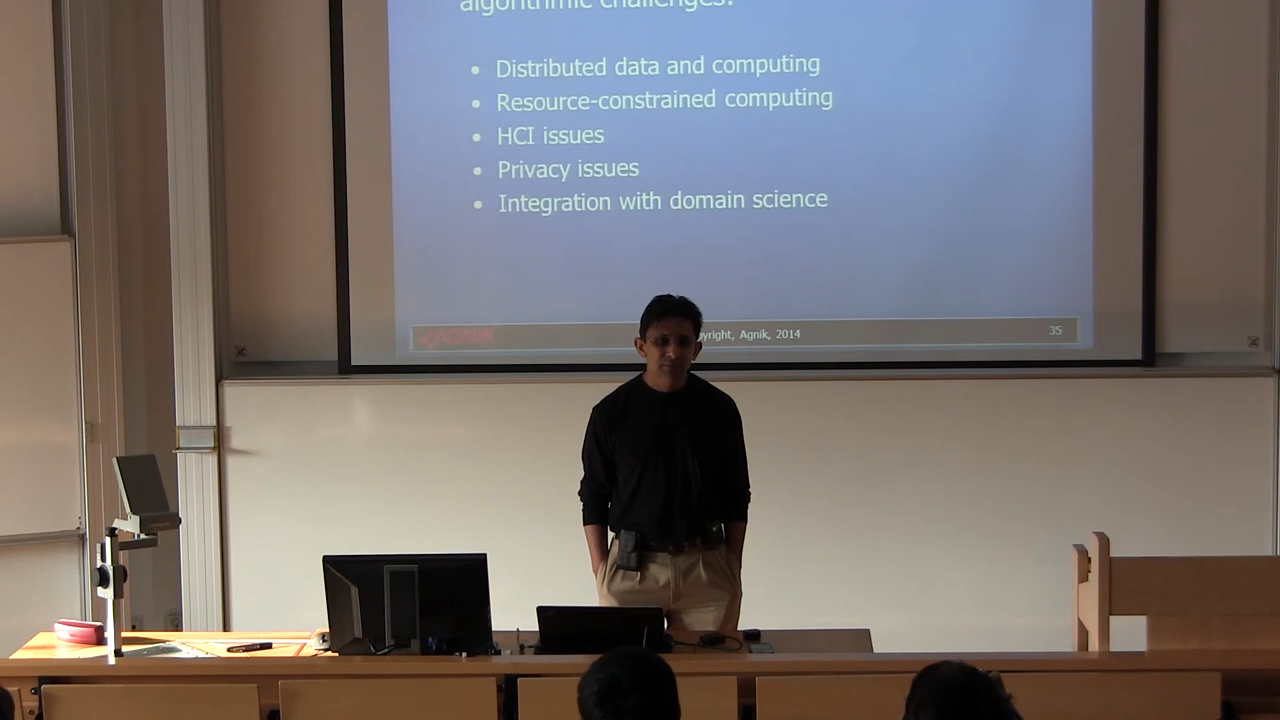 algorithmic challenges?
• Distributed data and computing
• Resource-constrained computing
• HCI issues
• Privacy issues
• Integration with domain science
AGNIK
yright, Agnik, 2014
35